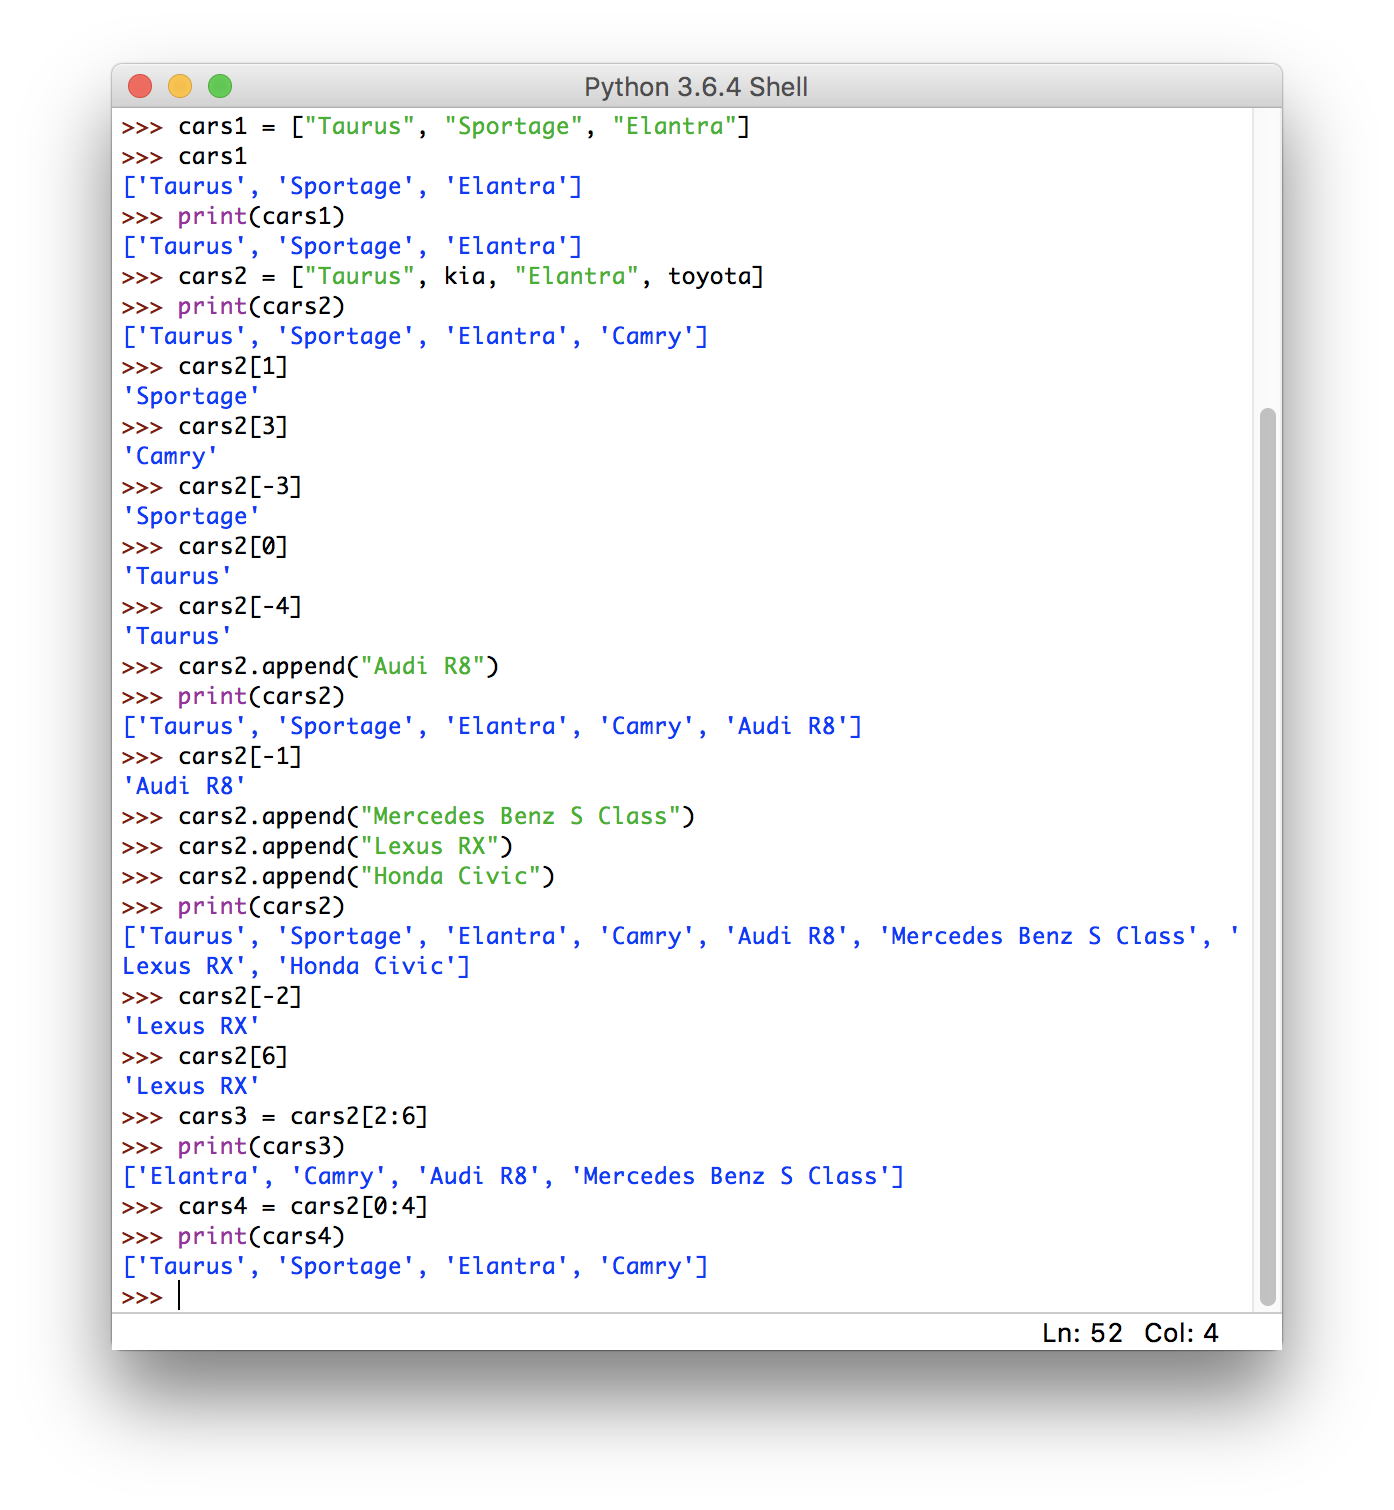 Python 3.6.4 Shell
>>> cars1 = ["Taurus", "Sportage", "Elantra"]
>>> cars1
['Taurus', 'Sportage', 'Elantra']
>>> print(cars1)
['Taurus', 'Sportage', 'Elantra']
>>> cars2 = ["Taurus", kia, "Elantra", toyota]
>>> print(cars2)
['Taurus', 'Sportage', 'Elantra', 'Camry']
>>> cars2[1]
'Sportage'
>>> cars2[3]
'Camry'
>>> cars2[-3]
'Sportage'
>>> cars2[0]
'Taurus'
>>> cars2[-4]
'Taurus'
>>> cars2.append("Audi R8")
>>> print(cars2)
['Taurus', 'Sportage', 'Elantra', 'Camry', 'Audi R8']
>>> cars2[-1]
'Audi R8'
>>> cars2.append("Mercedes Benz S Class")
>>> cars2.append("Lexus RX")
>>> cars2.append("Honda Civic")
>>> print(cars2)
['Taurus', 'Sportage', 'Elantra', 'Camry', 'Audi R8', 'Mercedes Benz S Class', '
Lexus RX', 'Honda Civic']
>>> cars2[-2]
'Lexus RX'
>>> cars2[6]
'Lexus RX'
>>> cars3 = cars2[2:6]
>>> print(cars3)
['Elantra', 'Camry', 'Audi R8', 'Mercedes Benz S Class']
>>> cars4 = cars2[0:4]
>>> print(cars4)
['Taurus', 'Sportage', 'Elantra', 'Camry']
>>>
Ln: 52 Col: 4